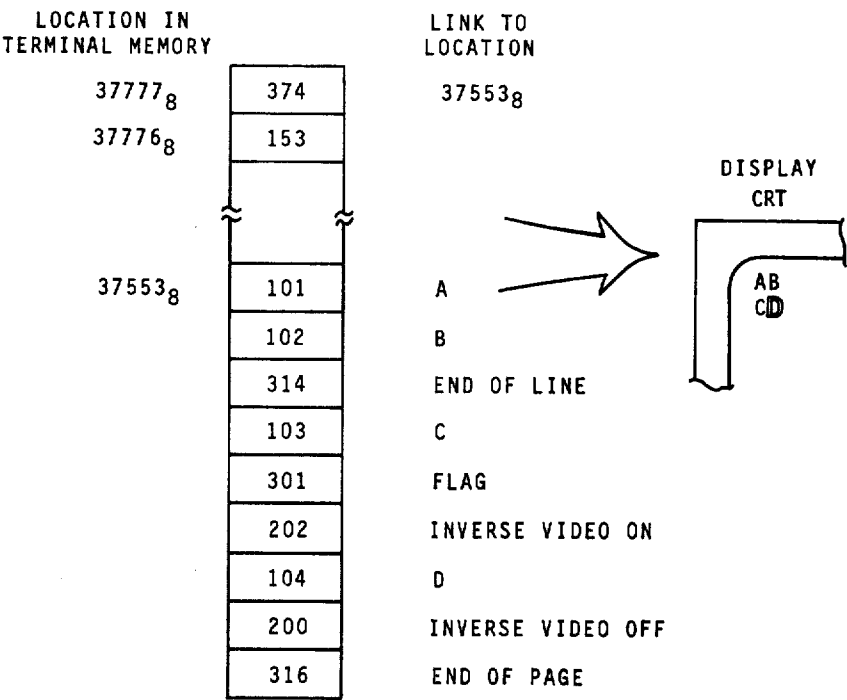 LOCATION IN
TERMINAL MEMORY
LINK TO
LOCATION
37777₈ 374 37553₈
37776₈ 153
DISPLAY
CRT
37553₈ 101 A
AB
CD
102 B
314 END OF LINE
103 C
301 FLAG
202 INVERSE VIDEO ON
104 D
200 INVERSE VIDEO OFF
316 END OF PAGE